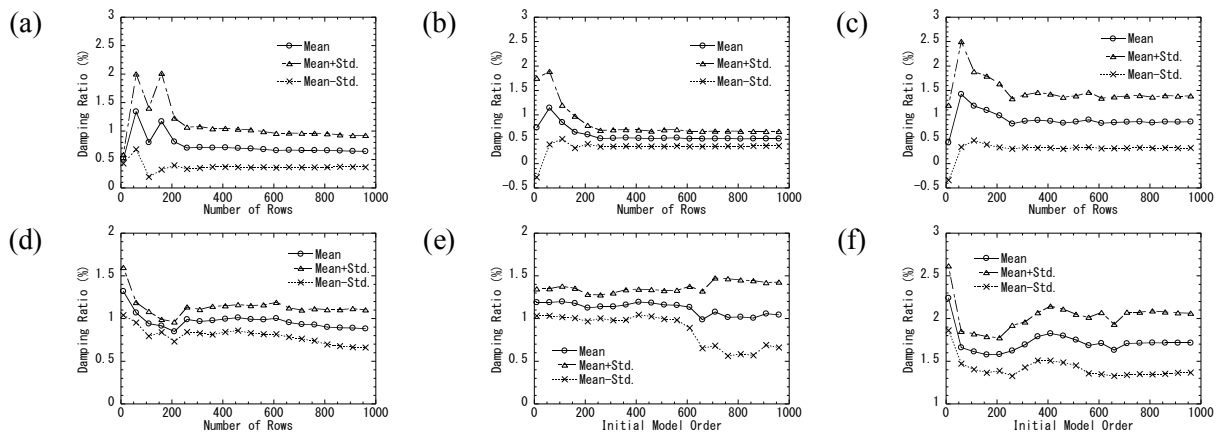 (a)
Damping Ratio (%)
3
2.5
2
1.5
1
0.5
0
0 200 400 600 800 1000
Number of Rows
Mean
Mean+Std.
Mean−Std.
(b)
Damping Ratio (%)
3
2.5
2
1.5
1
0.5
0
−0.5
0 200 400 600 800 1000
Number of Rows
Mean
Mean+Std.
Mean−Std.
(c)
Damping Ratio (%)
3
2.5
2
1.5
1
0.5
0
−0.5
0 200 400 600 800 1000
Number of Rows
Mean
Mean+Std.
Mean−Std.
(d)
Damping Ratio (%)
2
1.5
1
0.5
0
0 200 400 600 800 1000
Number of Rows
Mean
Mean+Std.
Mean−Std.
(e)
Damping Ratio (%)
2
1.5
1
0.5
0
0 200 400 600 800 1000
Initial Model Order
Mean
Mean+Std.
Mean−Std.
(f)
Damping Ratio (%)
3
2.5
2
1.5
1
0 200 400 600 800 1000
Initial Model Order
Mean
Mean+Std.
Mean−Std.